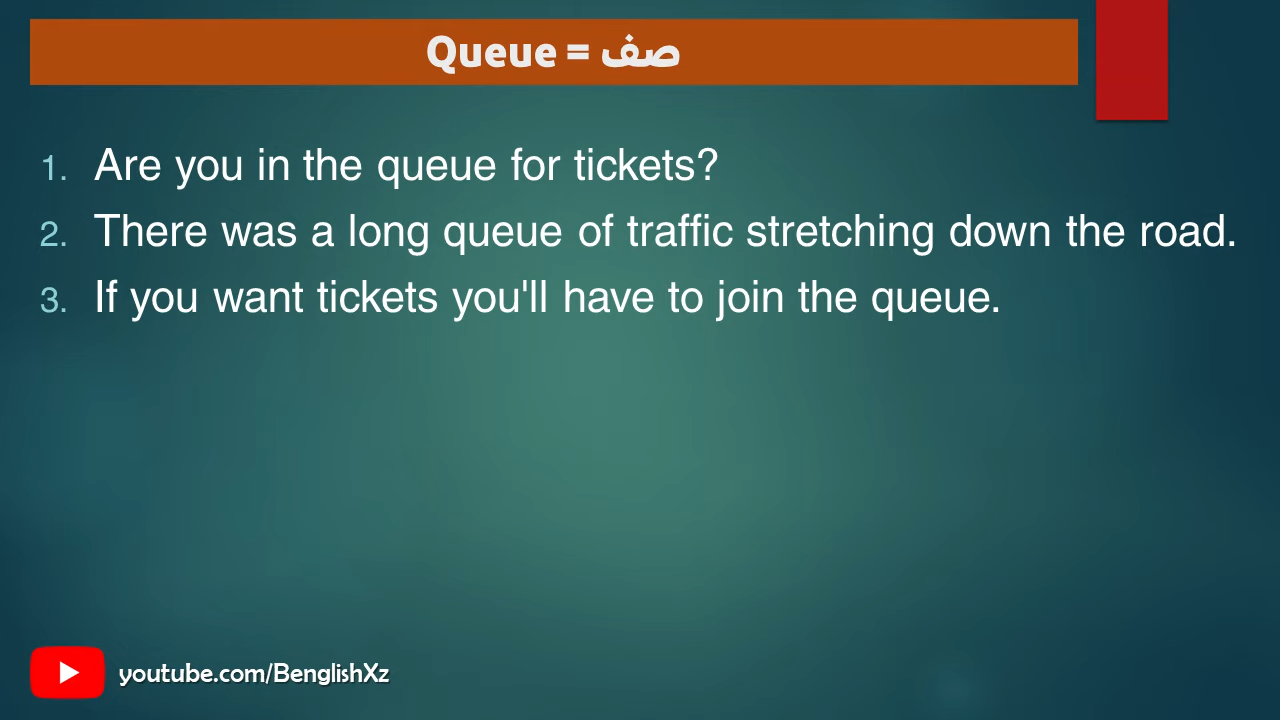 Queue = صف
1. Are you in the queue for tickets?
2. There was a long queue of traffic stretching down the road.
3. If you want tickets you'll have to join the queue.
youtube.com/BenglishXz